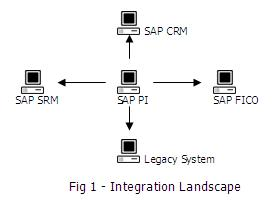 SAP CRM
SAP SRM
SAP PI
SAP FICO
Legacy System
Fig 1 - Integration Landscape